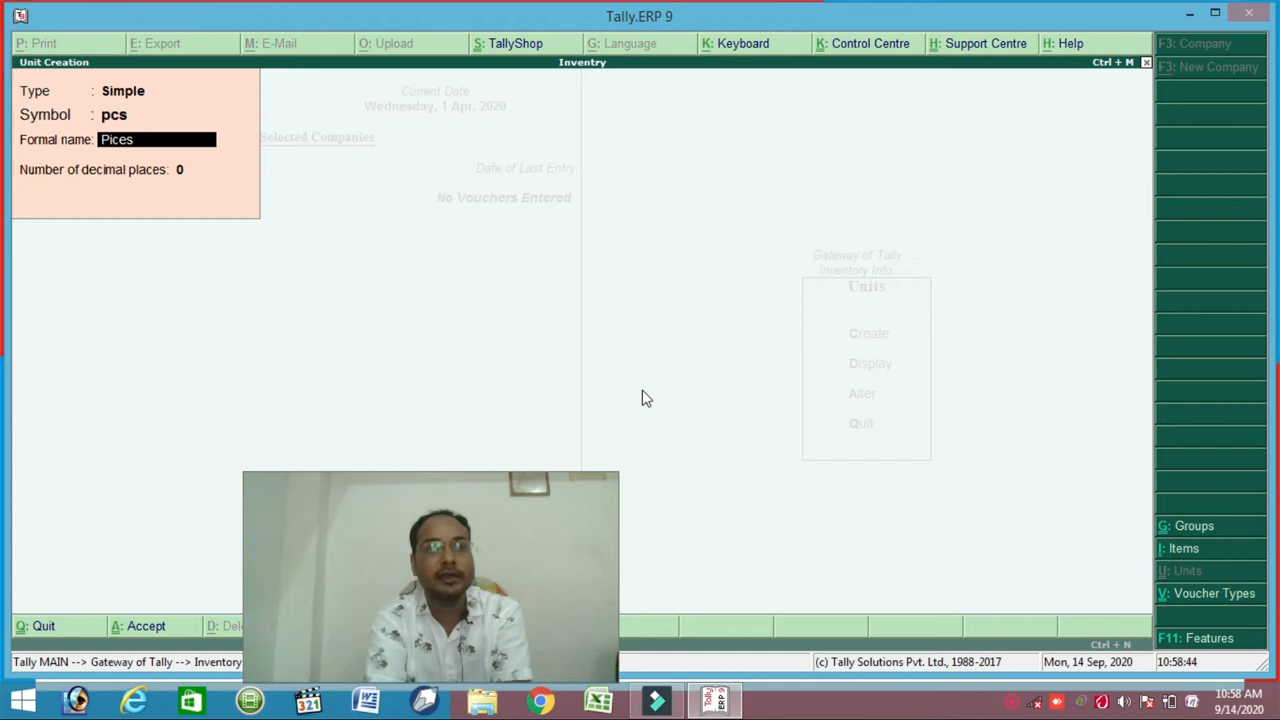 Tally.ERP 9
P: Print E: Export M: E-Mail O: Upload S: TallyShop G: Language K: Keyboard K: Control Centre H: Support Centre H: Help F3: Company
Unit Creation Inventry Ctrl + M F3: New Company
Type : Simple
Symbol : pcs
Formal name: Pices
Number of decimal places: 0
Current Date
Wednesday, 1 Apr, 2020
Selected Companies
Date of Last Entry
No Vouchers Entered
Gateway of Tally ....
Inventory Info.....
Units
Create
Display
Alter
Quit
G: Groups
I: Items
U: Units
V: Voucher Types
F11: Features
Q: Quit A: Accept D: Del
Ctrl + N
Tally MAIN --> Gateway of Tally --> Inventory (c) Tally Solutions Pvt. Ltd., 1988-2017 Mon, 14 Sep, 2020 10:58:44
321
ERP 9
10:58 AM
9/14/2020